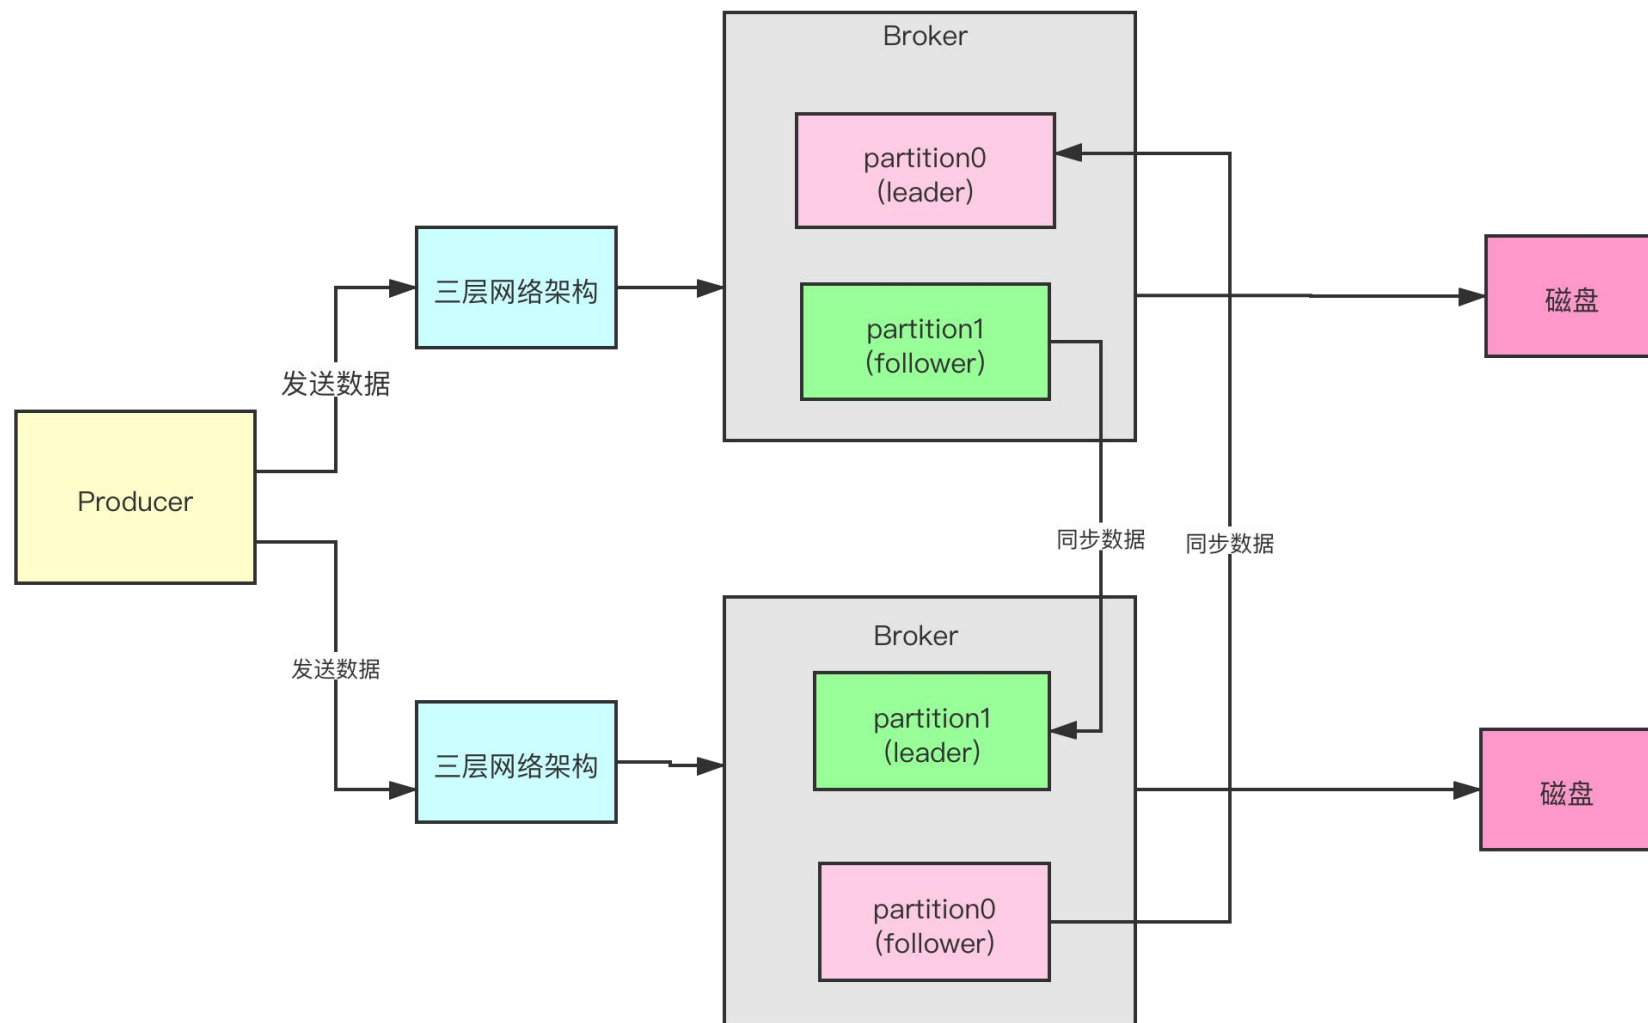 Broker
partition0
(leader)
三层网络架构
partition1
(follower)
磁盘
发送数据
Producer
同步数据
同步数据
Broker
发送数据
partition1
(leader)
三层网络架构
磁盘
partition0
(follower)